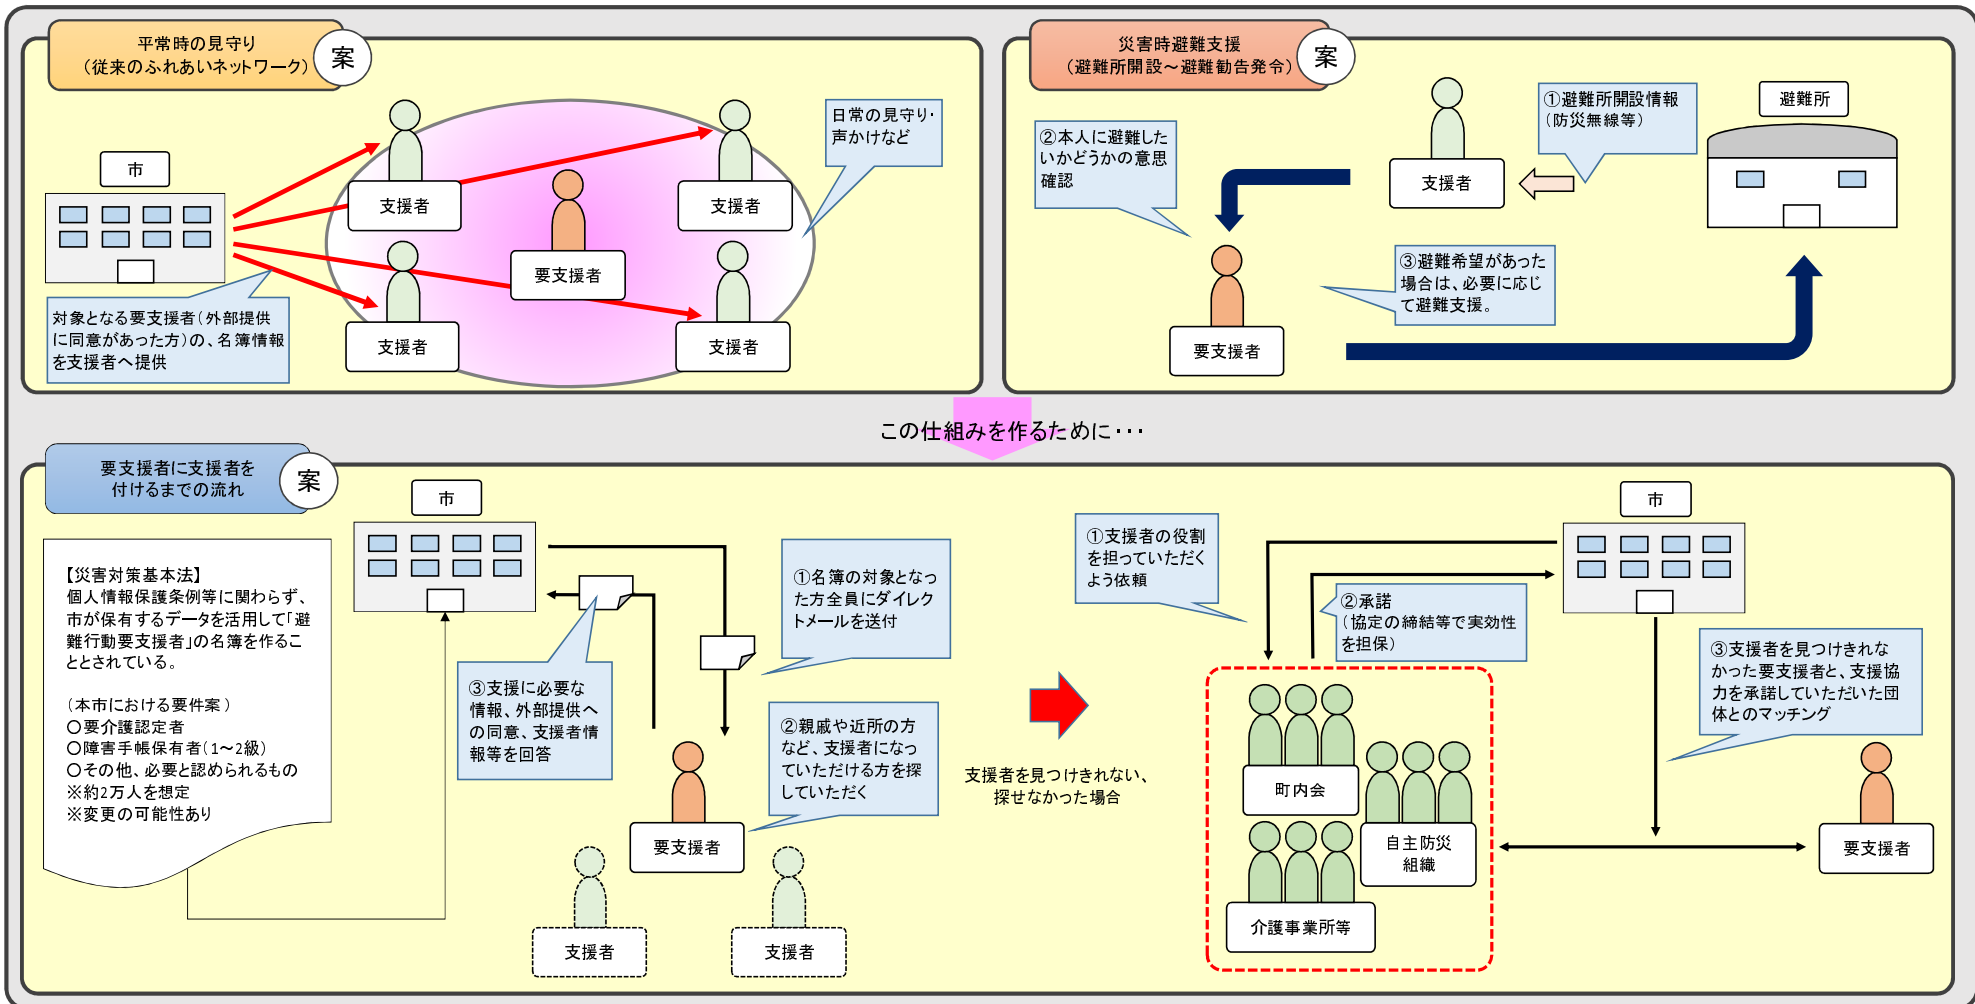 平常時の見守り
（従来のふれあいネットワーク）
案
市
支援者
支援者
要支援者
支援者
支援者
日常の見守り・
声かけなど
対象となる要支援者（外部提供
に同意があった方）の、名簿情報
を支援者へ提供
災害時避難支援
（避難所開設～避難勧告発令）
案
①避難所開設情報
（防災無線等）
避難所
支援者
②本人に避難した
いかどうかの意思
確認
③避難希望があった
場合は、必要に応じ
て避難支援。
要支援者
この仕組みを作るために・・・
要支援者に支援者を
付けるまでの流れ
案
【災害対策基本法】
個人情報保護条例等に関わらず、
市が保有するデータを活用して「避
難行動要支援者」の名簿を作るこ
ととされている。
（本市における要件案）
〇要介護認定者
〇障害手帳保有者（1～2級）
〇その他、必要と認められるもの
※約2万人を想定
※変更の可能性あり
市
①名簿の対象となっ
た方全員にダイレク
トメールを送付
③支援に必要な
情報、外部提供へ
の同意、支援者情
報等を回答
②親戚や近所の方
など、支援者になっ
ていただける方を探
していただく
要支援者
支援者
支援者
支援者を見つけきれない、
探せなかった場合
①支援者の役割
を担っていただく
よう依頼
市
②承諾
（協定の締結等で実効性
を担保）
③支援者を見つけきれな
かった要支援者と、支援協
力を承諾していただいた団
体とのマッチング
町内会
自主防災
組織
介護事業所等
要支援者